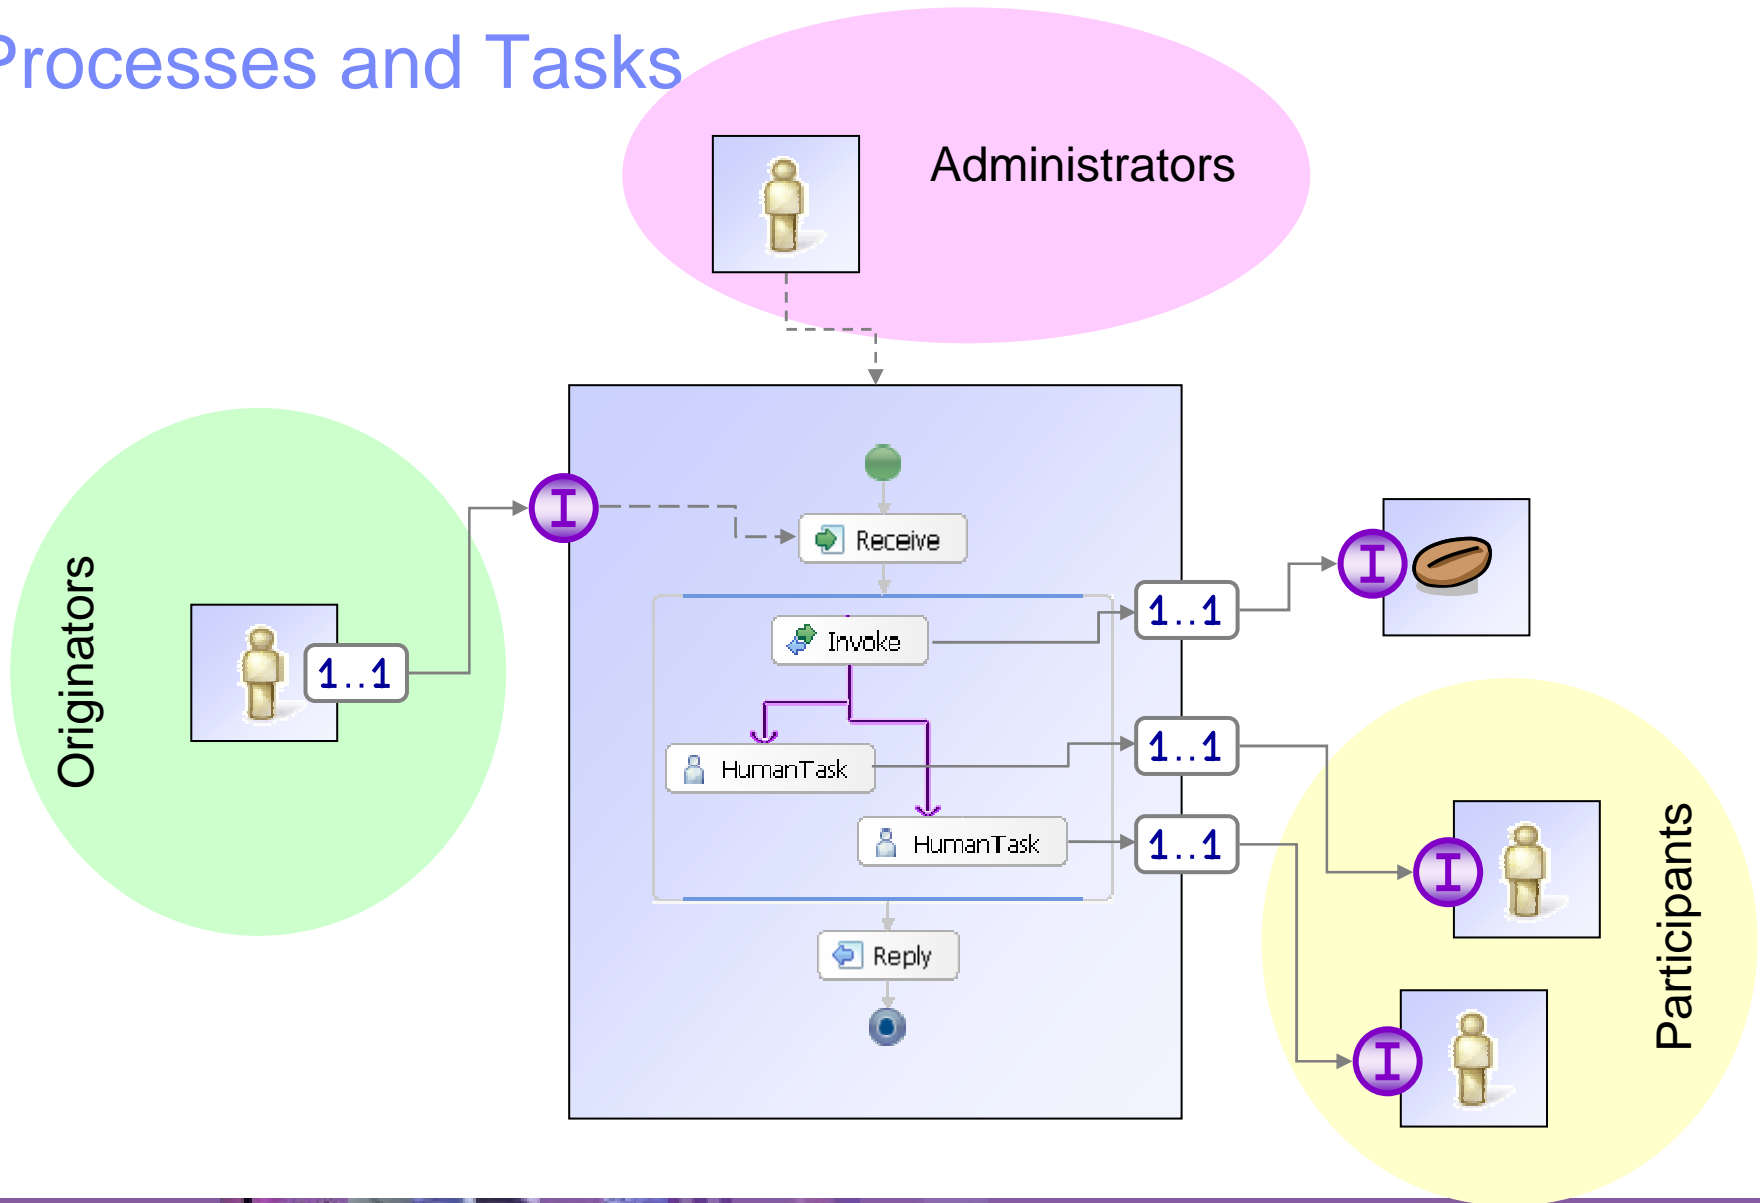 Processes and Tasks
Administrators
I
Receive
Originators
1..1
Invoke
1..1
I
HumanTask
1..1
HumanTask
1..1
I
Participants
Reply
I